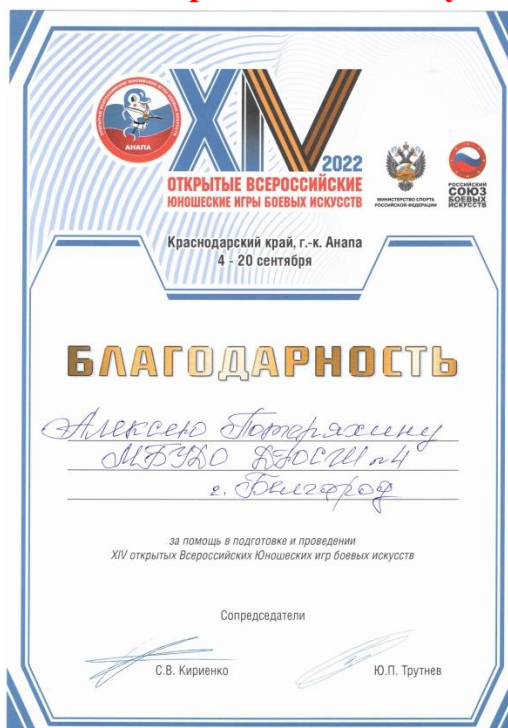 XIV
2022
ОТКРЫТЫЕ ВСЕРОССИЙСКИЕ
ЮНОШЕСКИЕ ИГРЫ БОЕВЫХ ИСКУССТВ
АНАПА
МИНИСТЕРСТВО СПОРТА
РОССИЙСКОЙ ФЕДЕРАЦИИ
РОССИЙСКИЙ
СОЮЗ
БОЕВЫХ
ИСКУССТВ
Краснодарский край, г.-к. Анапа
4 - 20 сентября
БЛАГОДАРНОСТЬ
Алексею Потеряхину
МБУДО ДЮСШ №4
г. Белгород
за помощь в подготовке и проведении
XIV открытых Всероссийских Юношеских игр боевых искусств
Сопредседатели
С.В. Кириенко
Ю.П. Трутнев